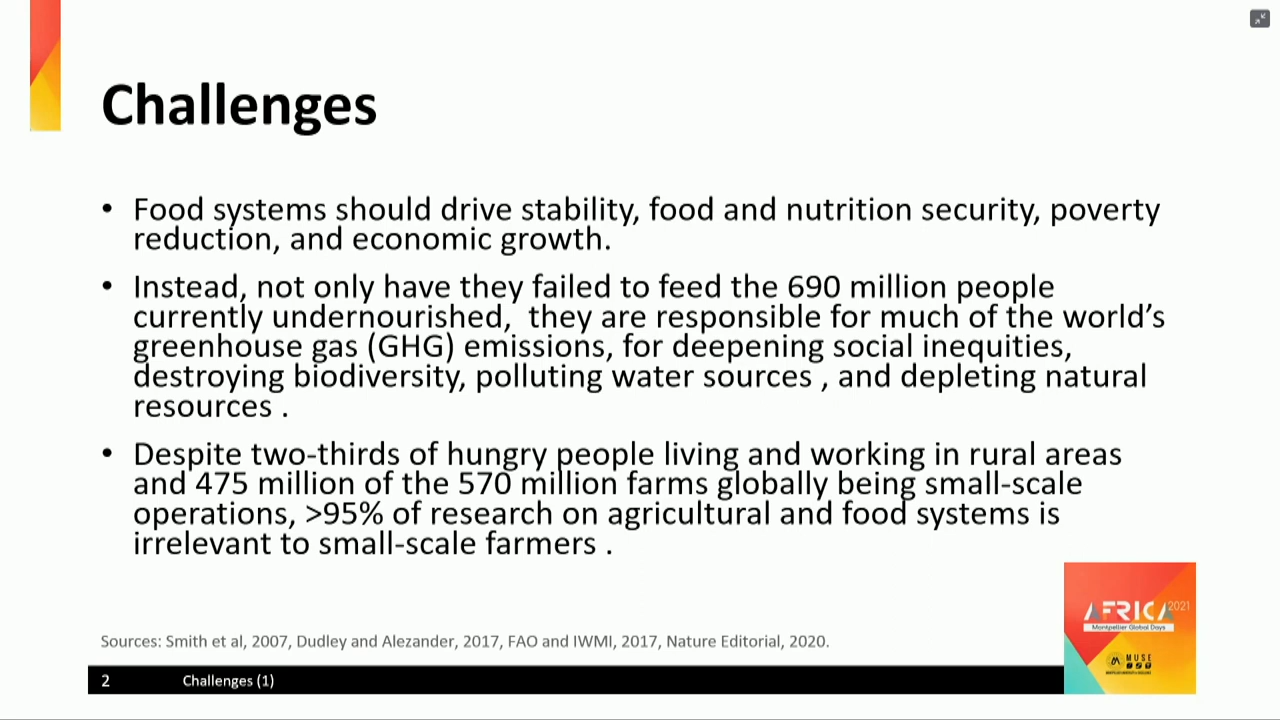 Challenges
• Food systems should drive stability, food and nutrition security, poverty
reduction, and economic growth.
• Instead, not only have they failed to feed the 690 million people
currently undernourished,  they are responsible for much of the world’s
greenhouse gas (GHG) emissions, for deepening social inequities,
destroying biodiversity, polluting water sources , and depleting natural
resources .
• Despite two-thirds of hungry people living and working in rural areas
and 475 million of the 570 million farms globally being small-scale
operations, >95% of research on agricultural and food systems is
irrelevant to small-scale farmers .
Sources: Smith et al, 2007, Dudley and Alezander, 2017, FAO and IWMI, 2017, Nature Editorial, 2020.
2 Challenges (1)
AFRICA 2021
Montpellier Global Days
MUSE